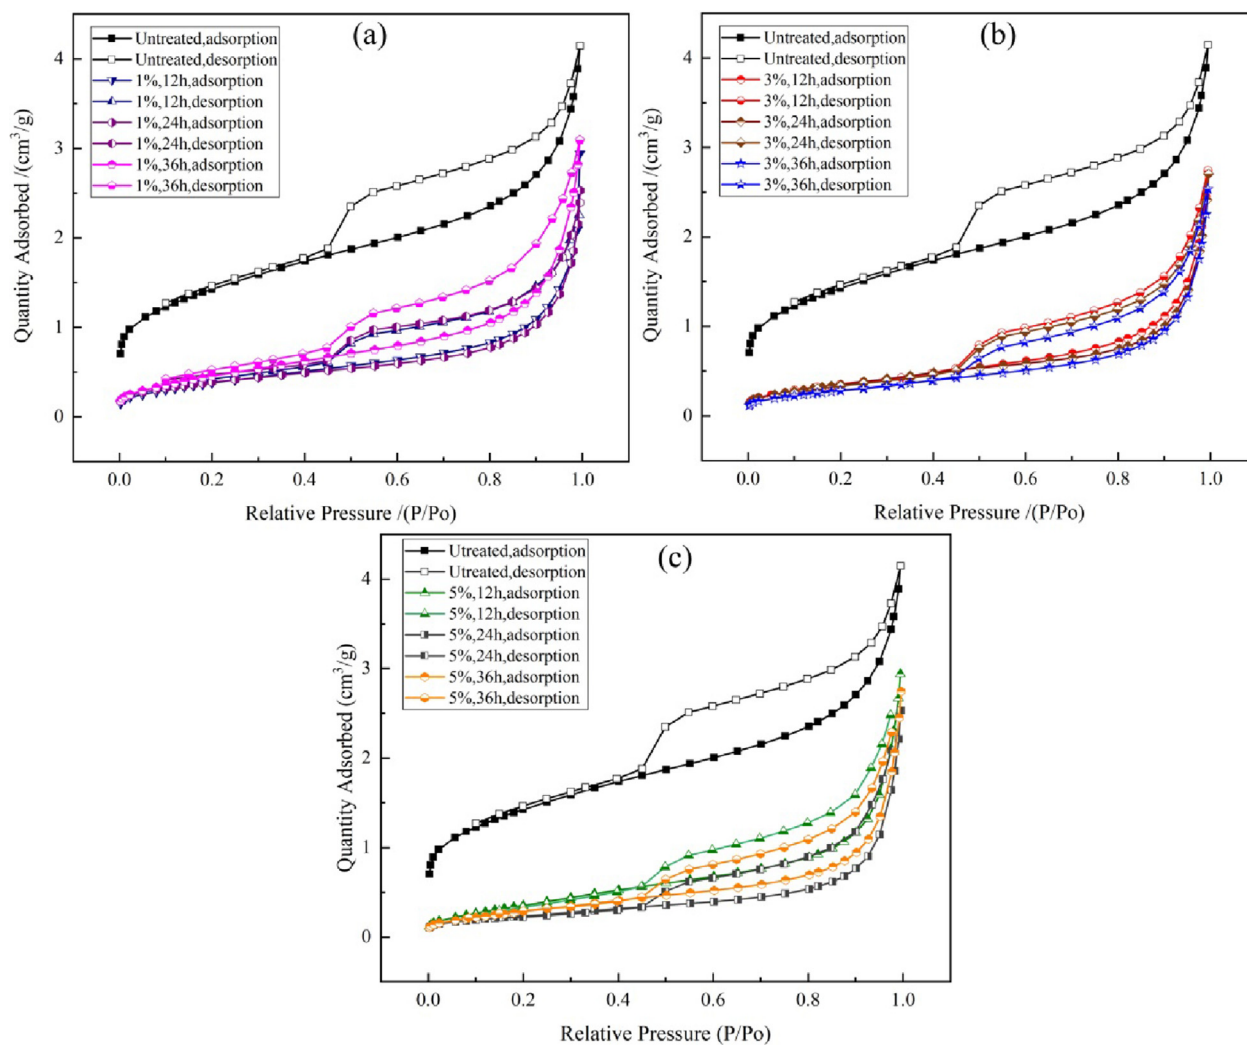 (a)
Untreated,adsorption
Untreated,desorption
1%,12h,adsorption
1%,12h,desorption
1%,24h,adsorption
1%,24h,desorption
1%,36h,adsorption
1%,36h,desorption
Quantity Adsorbed /(cm³/g)
4
3
2
1
0
0.0 0.2 0.4 0.6 0.8 1.0
Relative Pressure /(P/Po)
(b)
Untreated,adsorption
Untreated,desorption
3%,12h,adsorption
3%,12h,desorption
3%,24h,adsorption
3%,24h,desorption
3%,36h,adsorption
3%,36h,desorption
Quantity Adsorbed /(cm³/g)
4
3
2
1
0
0.0 0.2 0.4 0.6 0.8 1.0
Relative Pressure /(P/Po)
(c)
Utreated,adsorption
Utreated,desorption
5%,12h,adsorption
5%,12h,desorption
5%,24h,adsorption
5%,24h,desorption
5%,36h,adsorption
5%,36h,desorption
Quantity Adsorbed (cm³/g)
4
3
2
1
0
0.0 0.2 0.4 0.6 0.8 1.0
Relative Pressure (P/Po)